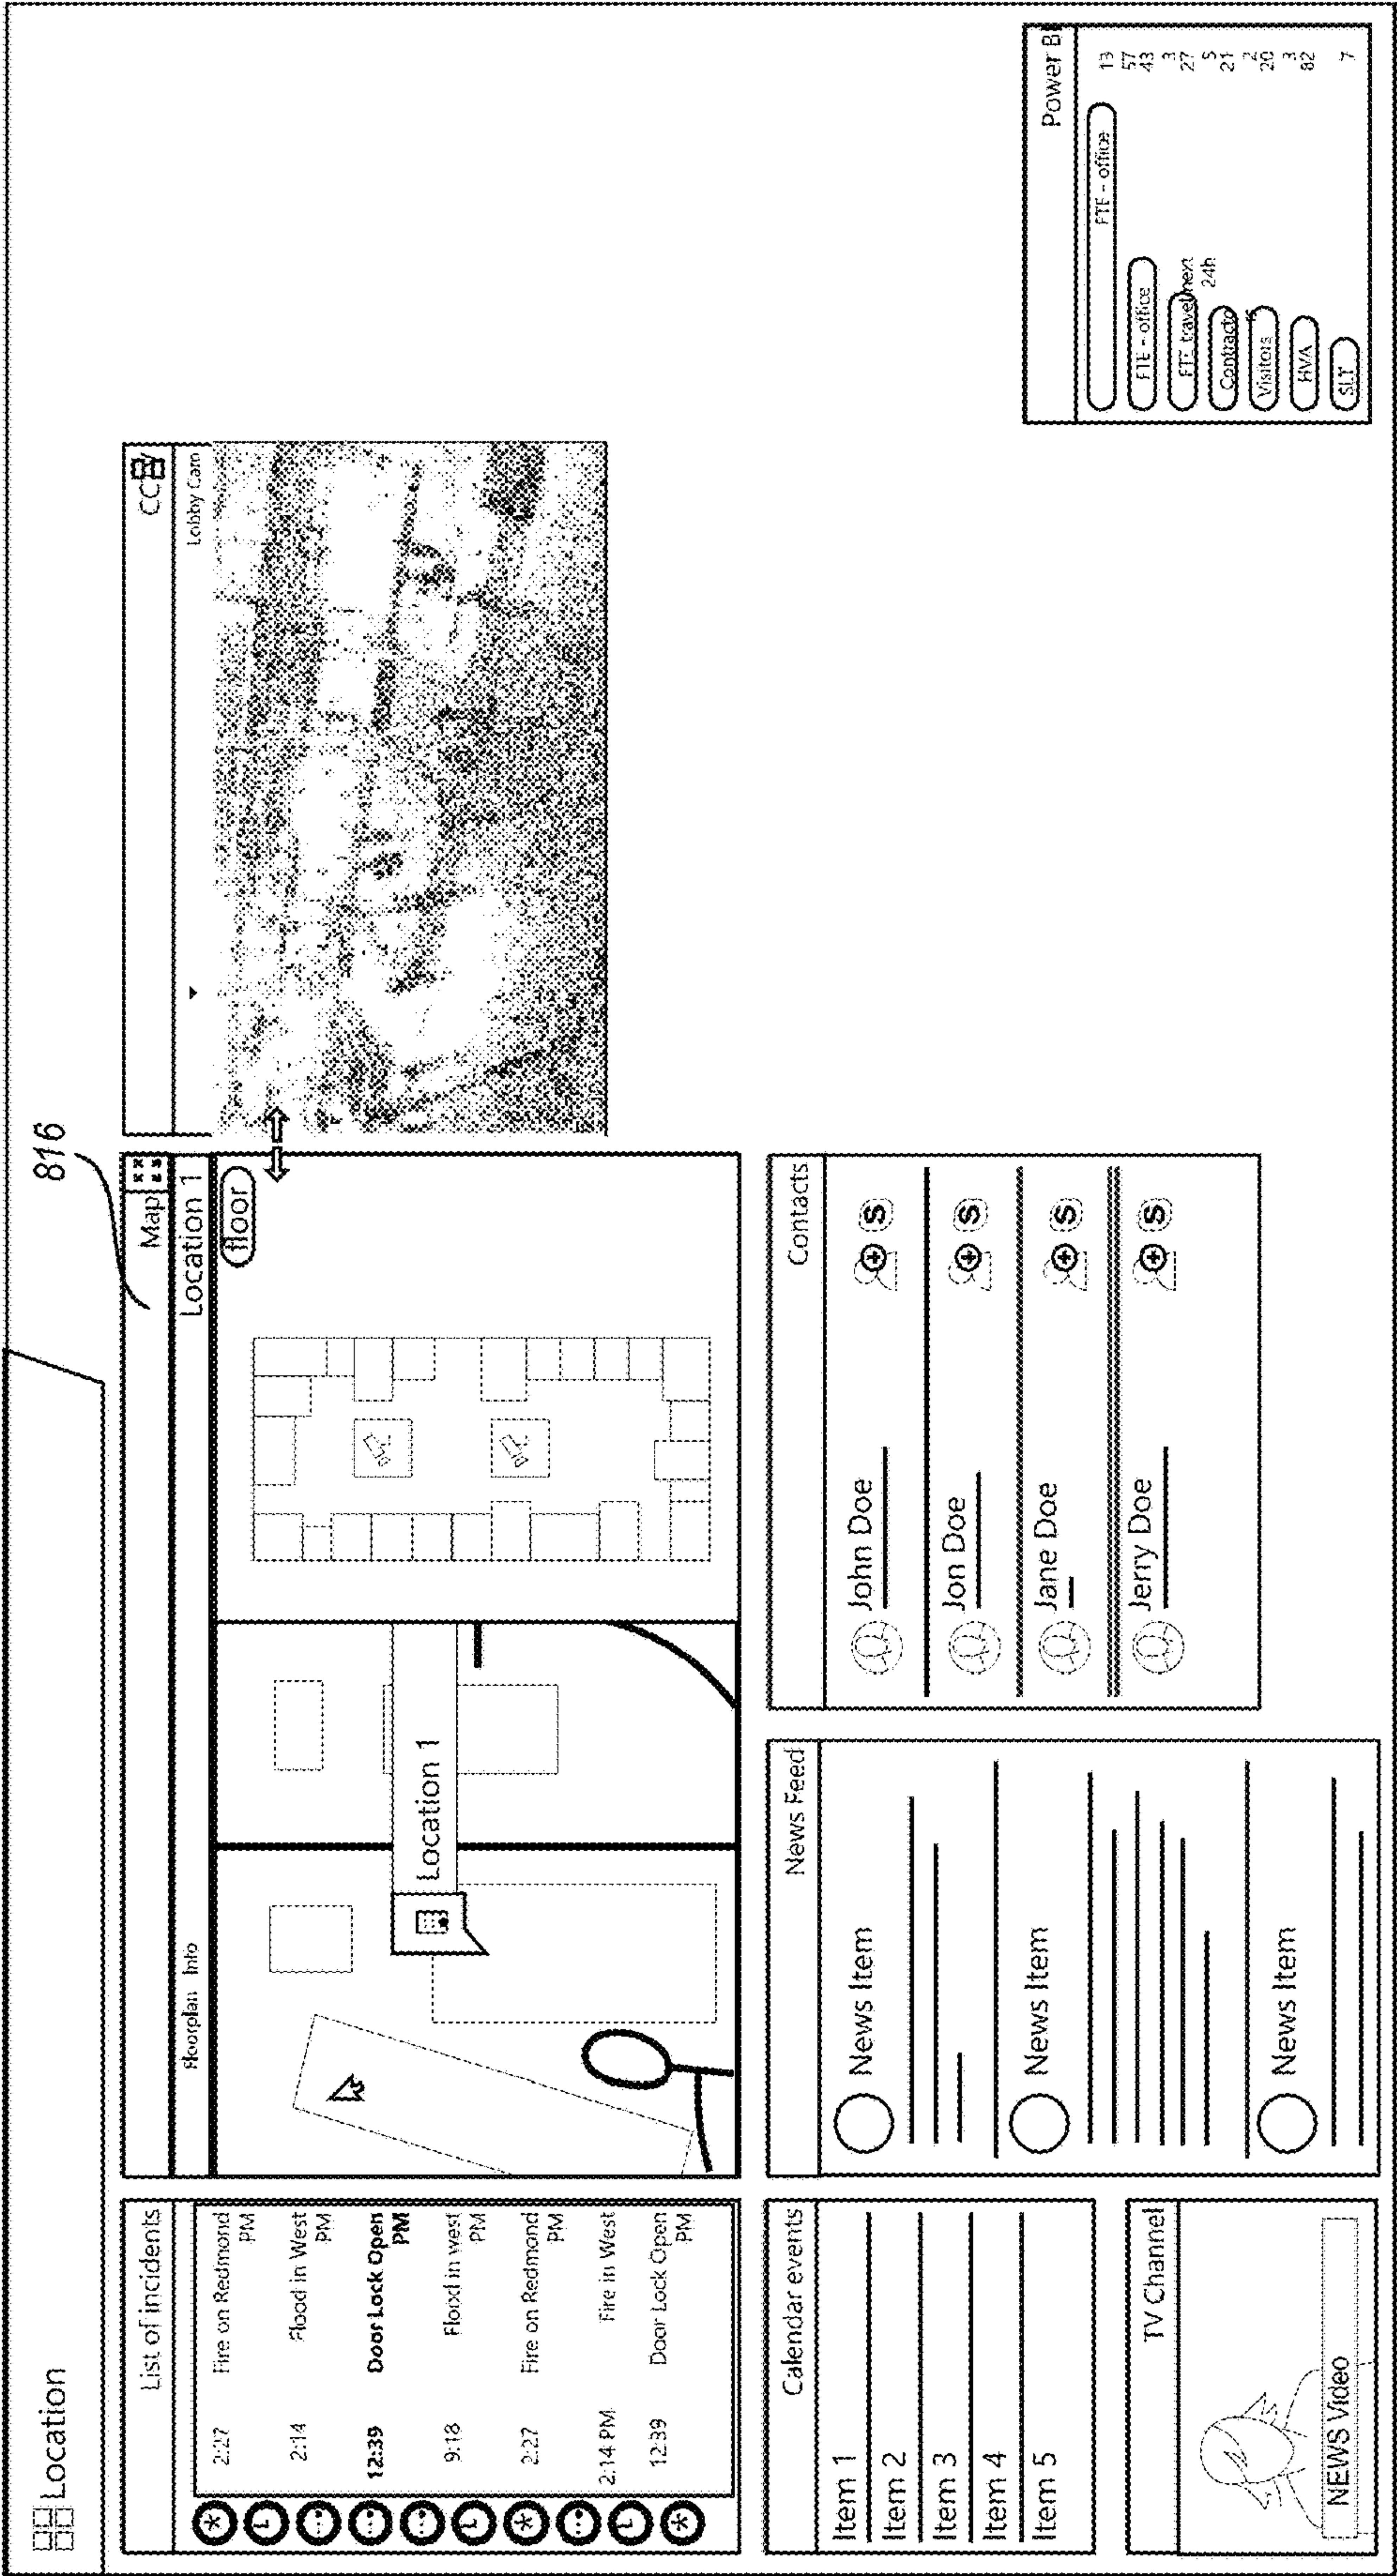 Location
816
List of incidents
2:27 Fire on Redmond
PM
2:14 Flood in West
PM
12:39 Door Lock Open
PM
9:18 Flood in west
PM
2:27 Fire on Redmond
PM
2:14 PM Fire in West
12:39 Door Lock Open
PM
Map
floorplan Info
Location 1
floor
Location 1
Lobby Cam
Calendar events
Item 1
Item 2
Item 3
Item 4
Item 5
TV Channel
NEWS Video
News Feed
News Item
News Item
News Item
Contacts
John Doe
S
Jon Doe
S
Jane Doe
S
Jerry Doe
S
Power BI
FTE - office 13
57
FTE - office 43
3
FTE travel next 27
24h
5
Contractors 21
2
Visitors 20
3
HVA 82
SLT 7